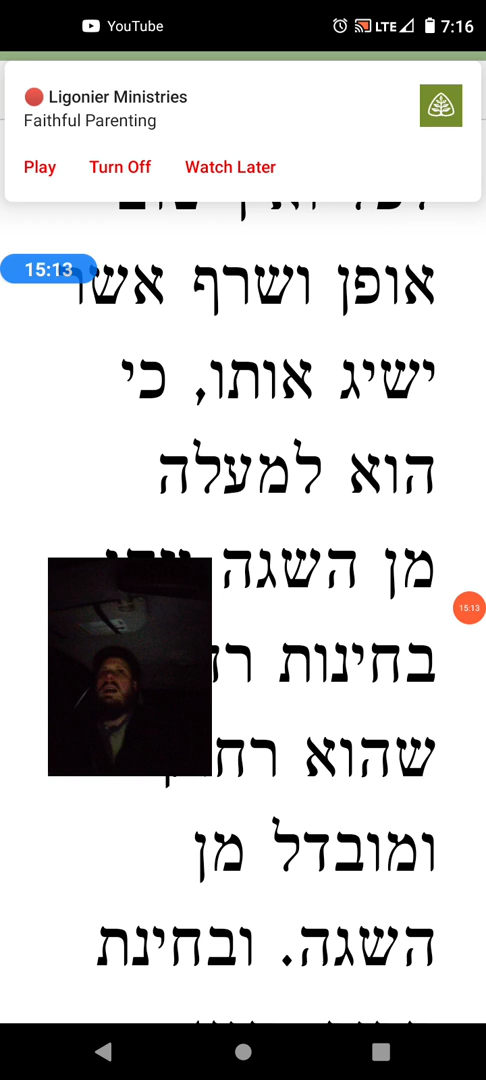 YouTube
LTE 7:16
Ligonier Ministries
Faithful Parenting
Play Turn Off Watch Later
15:13
אופן ושרף אשר
ישיג אותו, כי
הוא למעלה
מן השגה
15:13
בחינות
שהוא
ומובדל מן
השגה. ובחינת